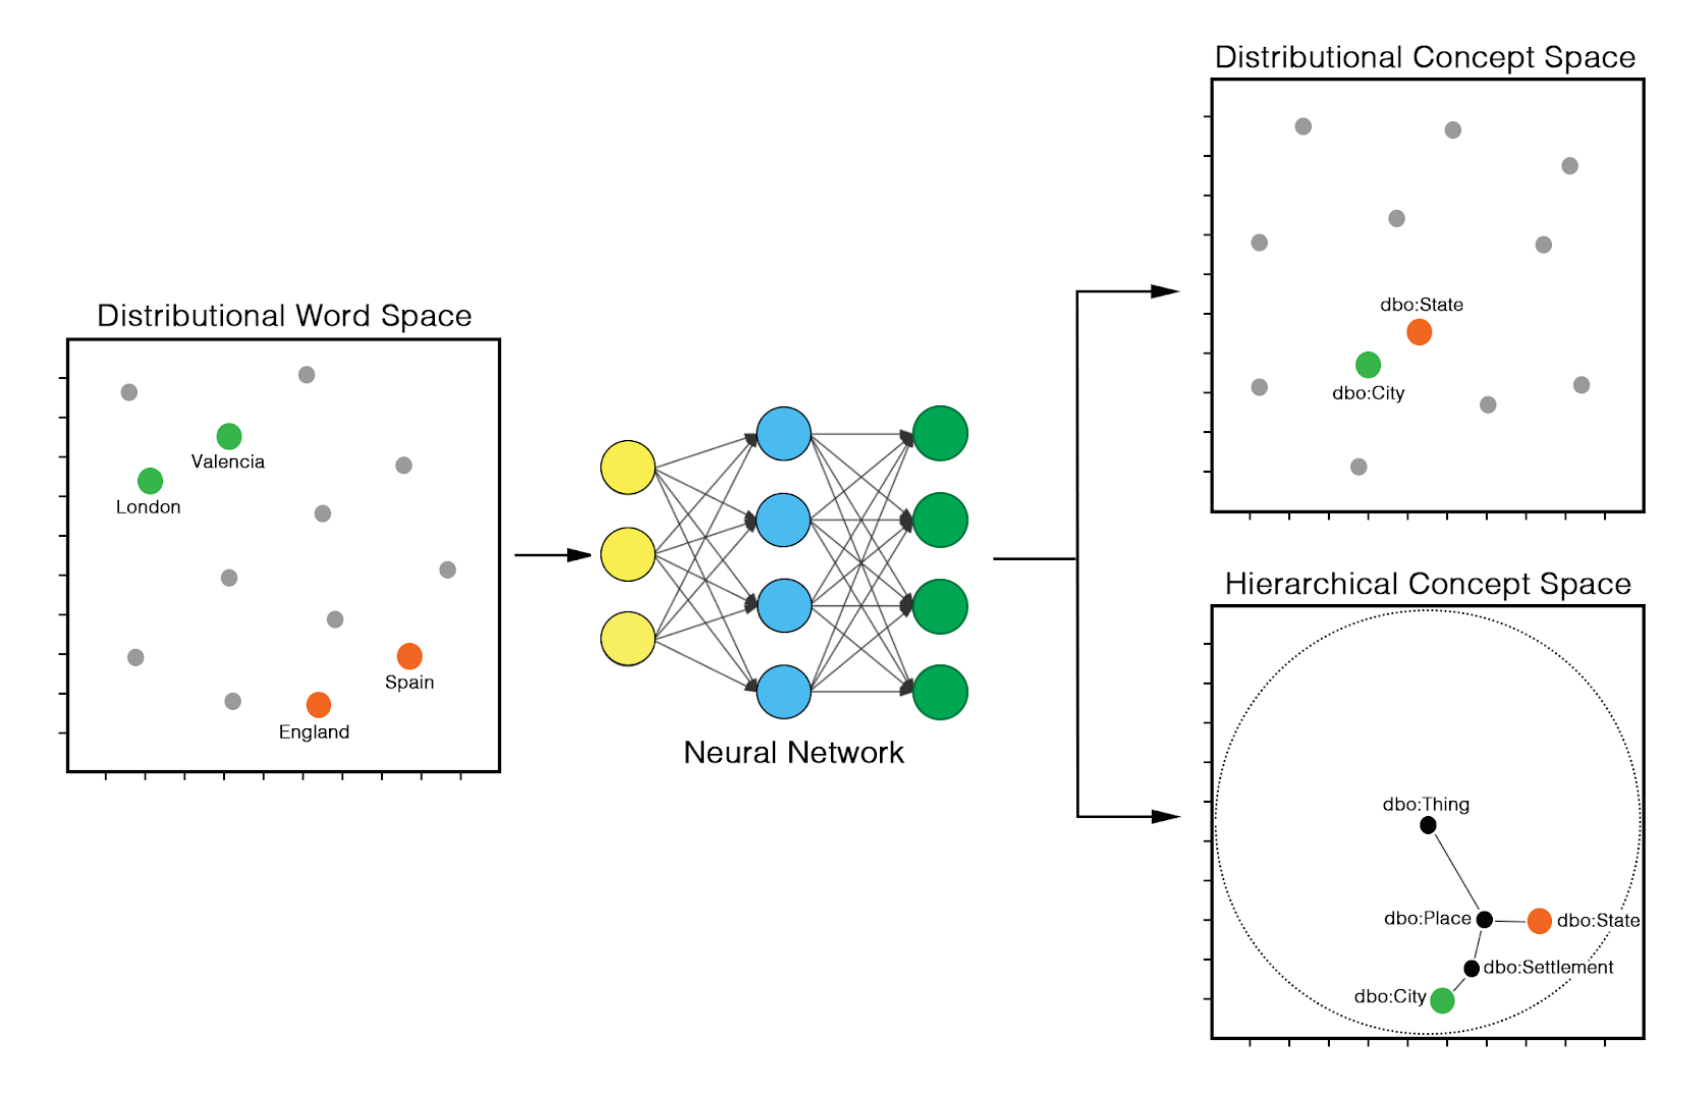 Distributional Word Space
Valencia
London
Spain
England
Neural Network
Distributional Concept Space
dbo:State
dbo:City
Hierarchical Concept Space
dbo:Thing
dbo:Place
dbo:State
dbo:Settlement
dbo:City